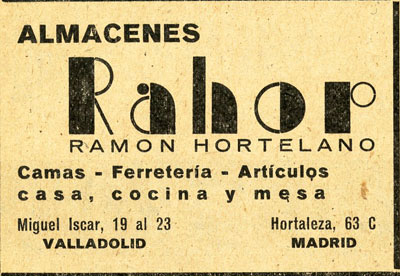 ALMACENES
Rahor
RAMON HORTELANO
Camas - Ferretería - Artículos
casa, cocina y mesa
Miguel Iscar, 19 al 23 Hortaleza, 63 C
VALLADOLID MADRID